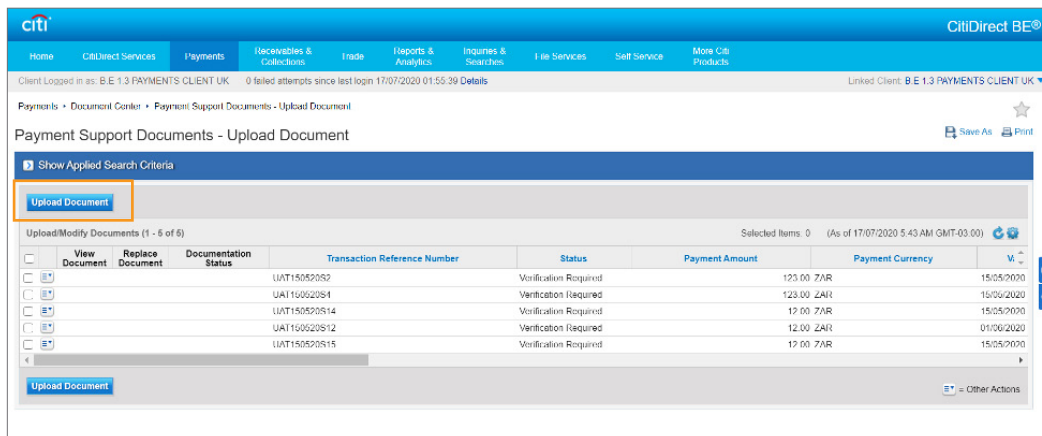 citi
CitiDirect BE®
Home CitiDirect Services Payments Receivables & Collections Trade Reports & Analytics Inquiries & Searches File Services Self Service More Citi Products
Client Logged in as: B.E 1.3 PAYMENTS CLIENT UK 0 failed attempts since last login 17/07/2020 01:55:39 Details Linked Client: B.E 1.3 PAYMENTS CLIENT UK
Payments Document Center Payment Support Documents - Upload Document
Payment Support Documents - Upload Document Save As Print
Show Applied Search Criteria
Upload Document
Upload/Modify Documents (1 - 5 of 5) Selected Items: 0 (As of 17/07/2020 5:43 AM GMT-03:00)
View Document Replace Document Documentation Status Transaction Reference Number Status Payment Amount Payment Currency V.
UAT150520S2 Verification Required 123.00 ZAR 15/05/2020
UAT150520S4 Verification Required 123.00 ZAR 15/05/2020
UAT150520S14 Verification Required 12.00 ZAR 15/05/2020
UAT150520S12 Verification Required 12.00 ZAR 01/06/2020
UAT150520S15 Verification Required 12.00 ZAR 15/05/2020
Upload Document
= Other Actions